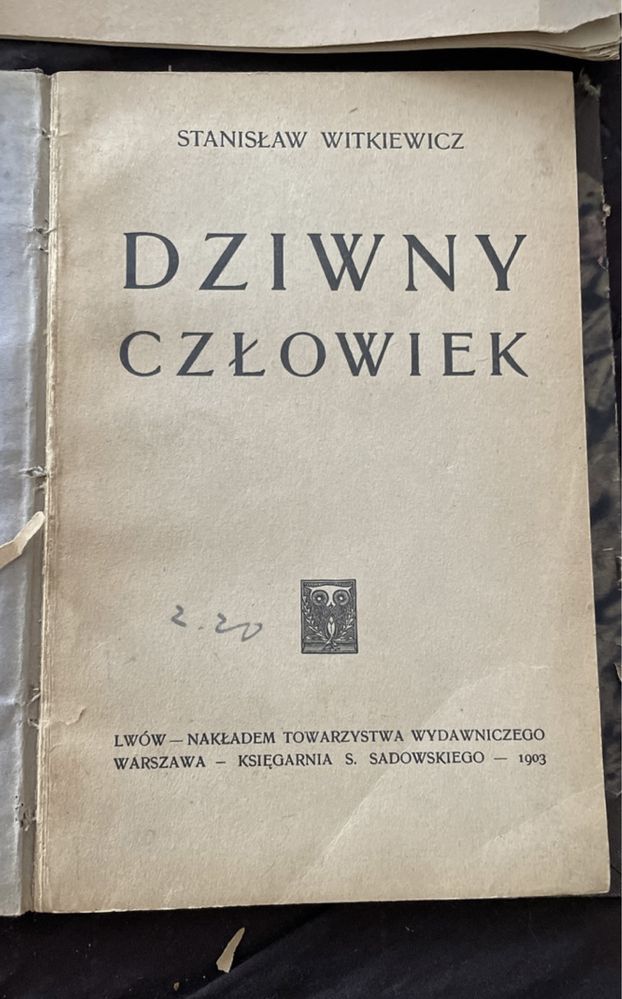 STANISŁAW WITKIEWICZ
DZIWNY
CZŁOWIEK
2.20
LWÓW — NAKŁADEM TOWARZYSTWA WYDAWNICZEGO
WARSZAWA — KSIĘGARNIA S. SADOWSKIEGO — 1903